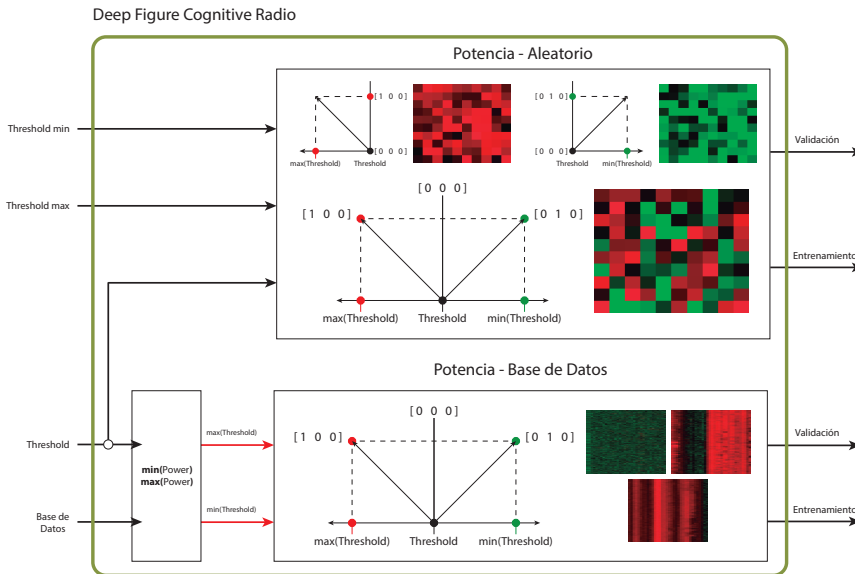 Deep Figure Cognitive Radio
Potencia - Aleatorio
[ 1 0 0 ]
[ 0 0 0 ]
max(Threshold)
Threshold
[ 0 1 0 ]
[ 0 0 0 ]
Threshold
min(Threshold)
Threshold min
Validación
Threshold max
[ 0 0 0 ]
[ 1 0 0 ]
[ 0 1 0 ]
Entrenamiento
max(Threshold)
Threshold
min(Threshold)
Potencia - Base de Datos
[ 0 0 0 ]
[ 1 0 0 ]
[ 0 1 0 ]
Threshold
max(Threshold)
Validación
min(Power)
max(Power)
Base de
Datos
min(Threshold)
Entrenamiento
max(Threshold)
Threshold
min(Threshold)